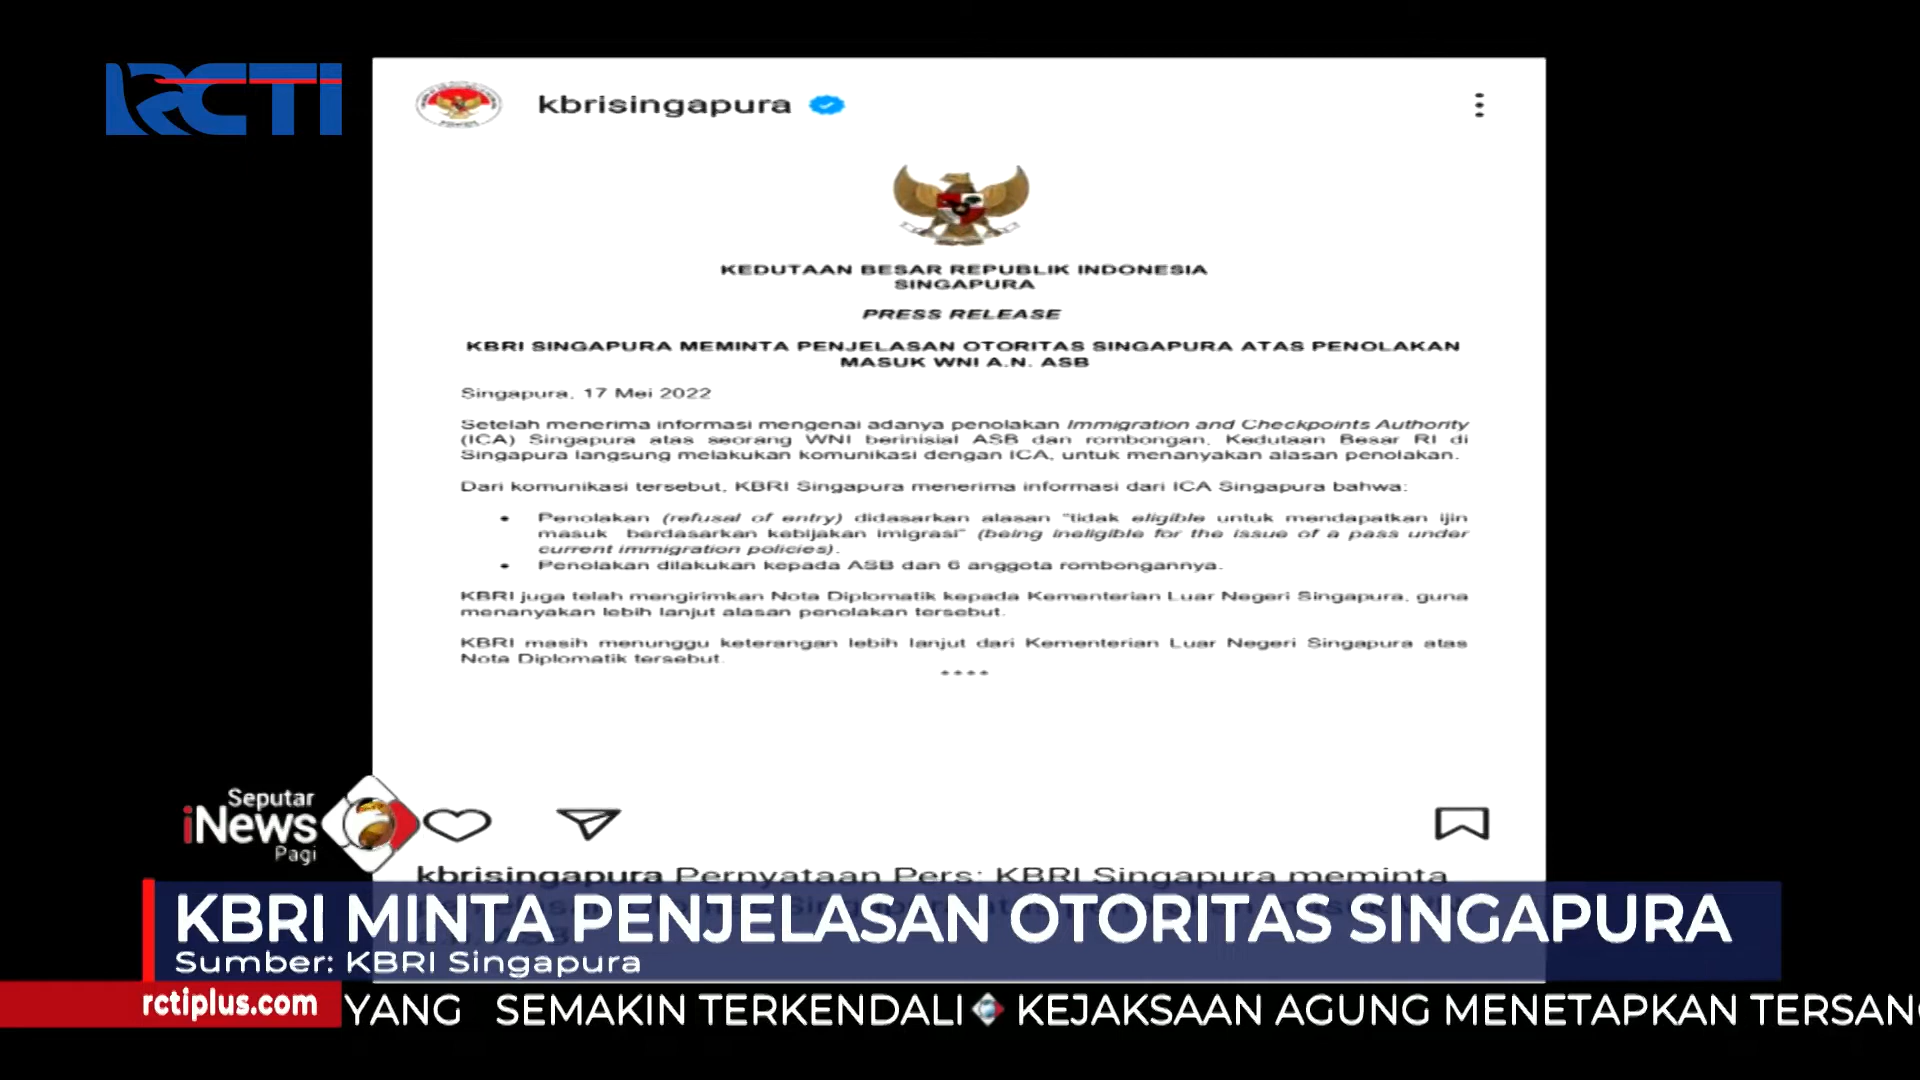 RCTI
kbrisingapura
KEDUTAAN BESAR REPUBLIK INDONESIA
SINGAPURA
PRESS RELEASE
KBRI SINGAPURA MEMINTA PENJELASAN OTORITAS SINGAPURA ATAS PENOLAKAN
MASUK WNI A.N. ASB
Singapura, 17 Mei 2022
Setelah menerima informasi mengenai adanya penolakan Immigration and Checkpoints Authority
(ICA) Singapura atas seorang WNI berinisial ASB dan rombongan, Kedutaan Besar RI di
Singapura langsung melakukan komunikasi dengan ICA, untuk menanyakan alasan penolakan.
Dari komunikasi tersebut, KBRI Singapura menerima informasi dari ICA Singapura bahwa:
• Penolakan (refusal of entry) didasarkan alasan "tidak eligible untuk mendapatkan ijin
masuk berdasarkan kebijakan imigrasi" (being ineligible for the issue of a pass under
current immigration policies).
• Penolakan dilakukan kepada ASB dan 6 anggota rombongannya.
KBRI juga telah mengirimkan Nota Diplomatik kepada Kementerian Luar Negeri Singapura, guna
menanyakan lebih lanjut alasan penolakan tersebut.
KBRI masih menunggu keterangan lebih lanjut dari Kementerian Luar Negeri Singapura atas
Nota Diplomatik tersebut.
****
Seputar
iNews
Pagi
kbrisingapura Pernyataan Pers: KBRI Singapura meminta
KBRI MINTA PENJELASAN OTORITAS SINGAPURA
Sumber: KBRI Singapura
rctiplus.com YANG SEMAKIN TERKENDALI KEJAKSAAN AGUNG MENETAPKAN TERSANG